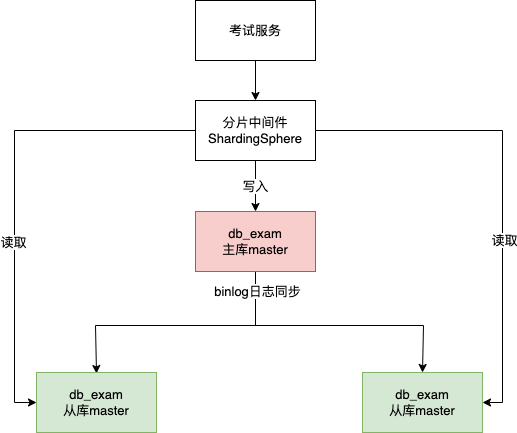 考试服务
分片中间件
ShardingSphere
写入
读取
读取
db_exam
主库master
binlog日志同步
db_exam
从库master
db_exam
从库master